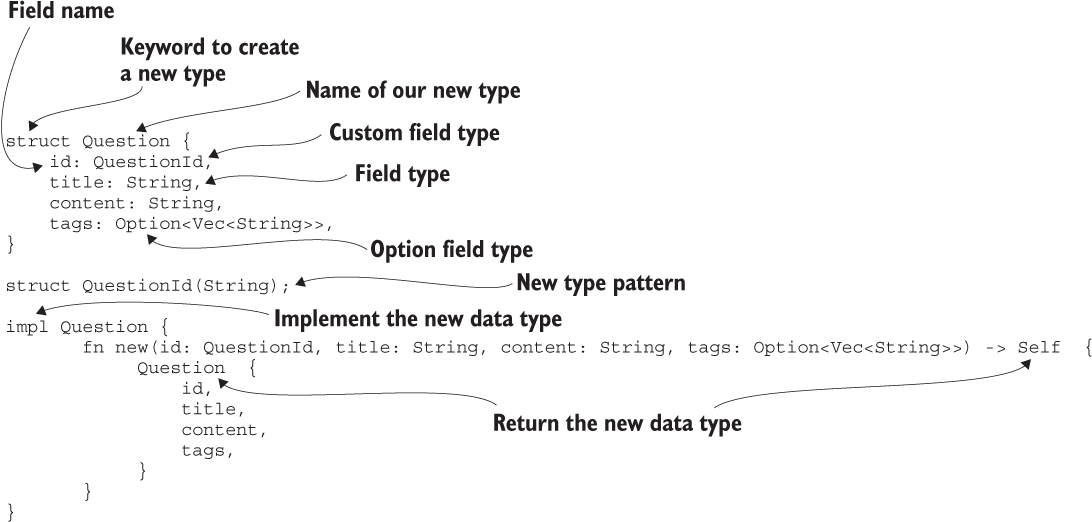 Field name
Keyword to create
a new type
Name of our new type
struct Question {
Custom field type
id: QuestionId,
title: String,
Field type
content: String,
tags: Option<Vec<String>>,
}
Option field type
struct QuestionId(String);
New type pattern
impl Question {
Implement the new data type
fn new(id: QuestionId, title: String, content: String, tags: Option<Vec<String>>) -> Self {
Question {
id,
title,
content,
tags,
Return the new data type
}
}
}